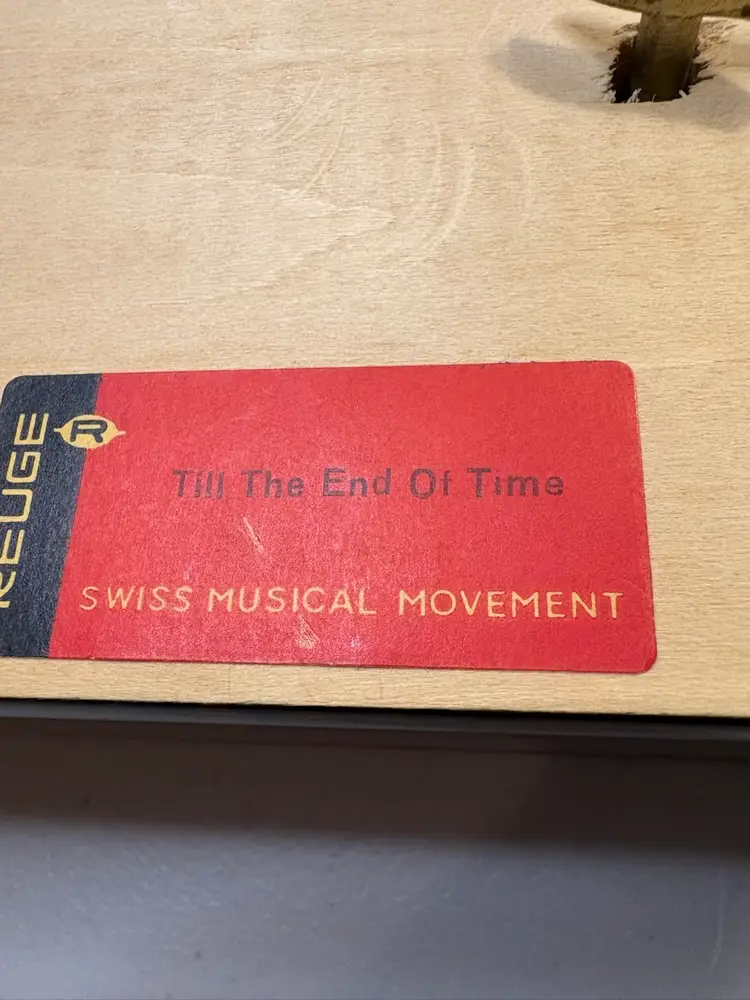 REUGE
R
Till The End Of Time
SWISS MUSICAL MOVEMENT